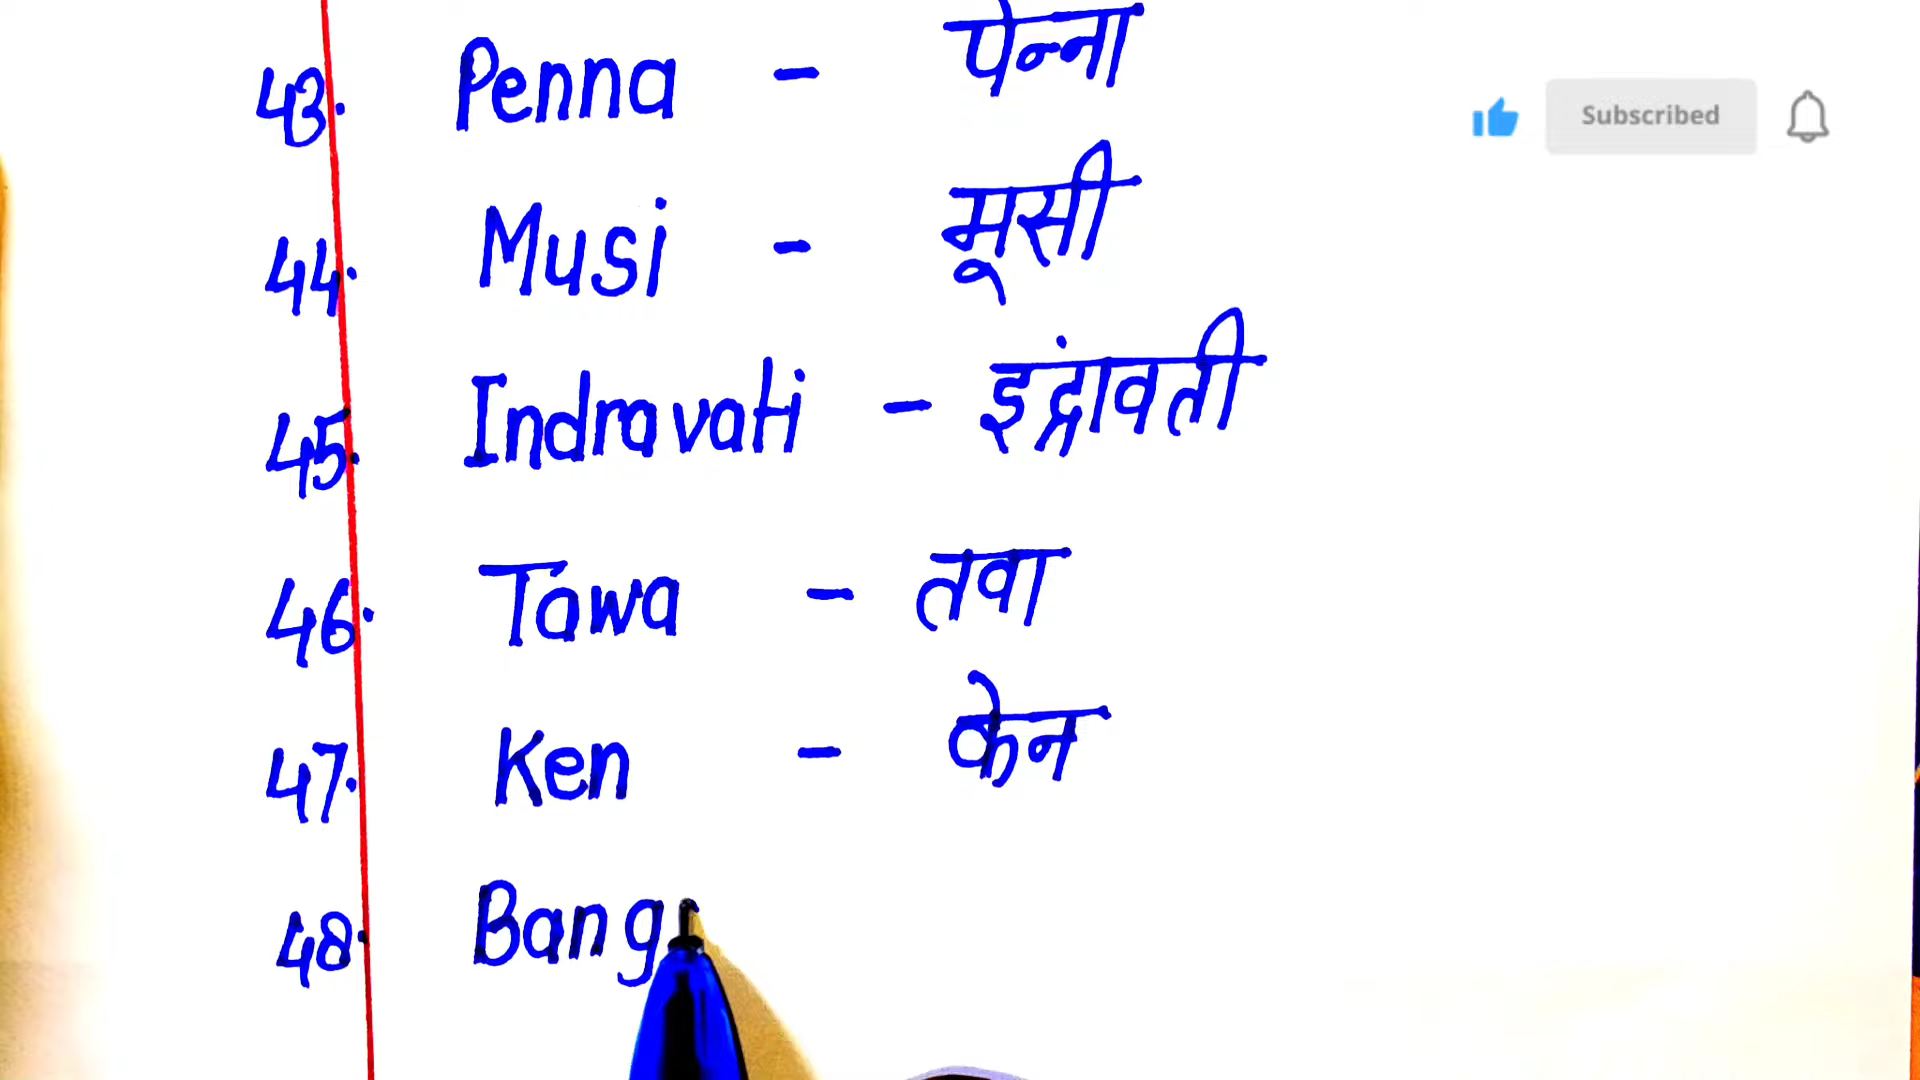 43. Penna - पेन्ना
Subscribed
44. Musi - मूसी
45. Indravati - इंद्रावती
46. Tawa - तवा
47. Ken - केन
48. Bang